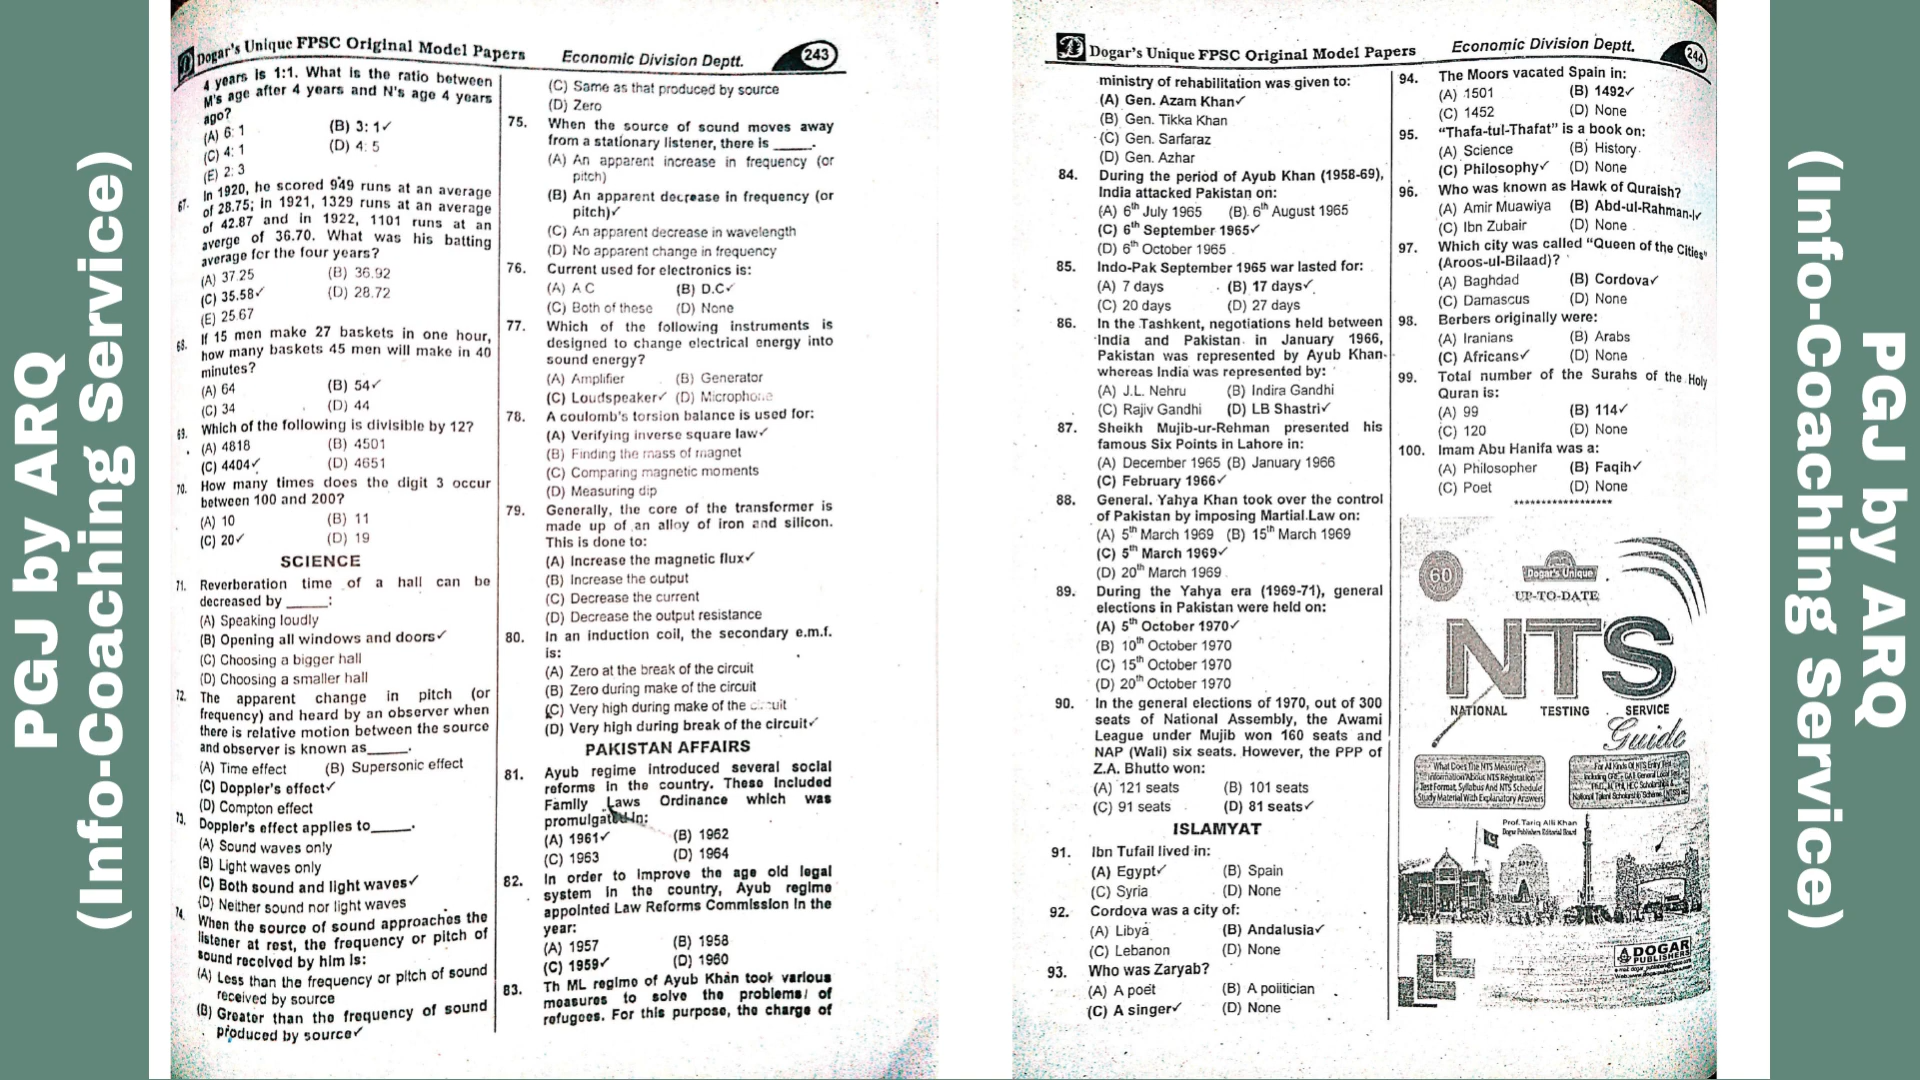 PGJ by ARQ
(Info-Coaching Service)
Dogar's Unique FPSC Original Model Papers
Economic Division Deptt.
243
4 years is 1:1. What is the ratio between
M's age after 4 years and N's age 4 years
ago?
(A) 6: 1
(B) 3: 1✓
(C) 4: 1
(D) 4: 5
(E) 2: 3
67. In 1920, he scored 949 runs at an average
of 28.75; in 1921, 1329 runs at an average
of 42.87 and in 1922, 1101 runs at an
averge of 36.70. What was his batting
average for the four years?
(A) 37.25
(B) 36.92
(C) 35.58✓
(D) 28.72
(E) 25.67
68. If 15 men make 27 baskets in one hour,
how many baskets 45 men will make in 40
minutes?
(A) 64
(B) 54✓
(C) 34
(D) 44
69. Which of the following is divisible by 12?
(A) 4818
(B) 4501
(C) 4404✓
(D) 4651
70. How many times does the digit 3 occur
between 100 and 200?
(A) 10
(B) 11
(C) 20✓
(D) 19
SCIENCE
71. Reverberation time of a hall can be
decreased by _____:
(A) Speaking loudly
(B) Opening all windows and doors✓
(C) Choosing a bigger hall
(D) Choosing a smaller hall
72. The apparent change in pitch (or
frequency) and heard by an observer when
there is relative motion between the source
and observer is known as_____.
(A) Time effect
(B) Supersonic effect
(C) Doppler's effect✓
(D) Compton effect
73. Doppler's effect applies to_____.
(A) Sound waves only
(B) Light waves only
(C) Both sound and light waves✓
(D) Neither sound nor light waves
74. When the source of sound approaches the
listener at rest, the frequency or pitch of
sound received by him is:
(A) Less than the frequency or pitch of sound
received by source
(B) Greater than the frequency of sound
produced by source✓
(C) Same as that produced by source
(D) Zero
75. When the source of sound moves away
from a stationary listener, there is _____.
(A) An apparent increase in frequency (or
pitch)
(B) An apparent decrease in frequency (or
pitch)✓
(C) An apparent decrease in wavelength
(D) No apparent change in frequency
76. Current used for electronics is:
(A) A.C
(B) D.C✓
(C) Both of these
(D) None
77. Which of the following instruments is
designed to change electrical energy into
sound energy?
(A) Amplifier
(B) Generator
(C) Loudspeaker✓
(D) Microphone
78. A coulomb's torsion balance is used for:
(A) Verifying inverse square law✓
(B) Finding the mass of magnet
(C) Comparing magnetic moments
(D) Measuring dip
79. Generally, the core of the transformer is
made up of an alloy of iron and silicon.
This is done to:
(A) Increase the magnetic flux✓
(B) Increase the output
(C) Decrease the current
(D) Decrease the output resistance
80. In an induction coil, the secondary e.m.f.
is:
(A) Zero at the break of the circuit
(B) Zero during make of the circuit
(C) Very high during make of the circuit
(D) Very high during break of the circuit✓
PAKISTAN AFFAIRS
81. Ayub regime introduced several social
reforms in the country. These included
Family Laws Ordinance which was
promulgated in:
(A) 1961✓
(B) 1962
(C) 1963
(D) 1964
82. In order to improve the age old legal
system in the country, Ayub regime
appointed Law Reforms Commission in the
year:
(A) 1957
(B) 1958
(C) 1959✓
(D) 1960
83. Th ML regime of Ayub Khan took various
measures to solve the problems of
refugees. For this purpose, the charge of
Dogar's Unique FPSC Original Model Papers
Economic Division Deptt.
244
ministry of rehabilitation was given to:
(A) Gen. Azam Khan✓
(B) Gen. Tikka Khan
(C) Gen. Sarfaraz
(D) Gen. Azhar
84. During the period of Ayub Khan (1958-69),
India attacked Pakistan on:
(A) 6th July 1965
(B). 6th August 1965
(C) 6th September 1965✓
(D) 6th October 1965
85. Indo-Pak September 1965 war lasted for:
(A) 7 days
(B) 17 days✓
(C) 20 days
(D) 27 days
86. In the Tashkent, negotiations held between
India and Pakistan in January 1966,
Pakistan was represented by Ayub Khan
whereas India was represented by:
(A) J.L. Nehru
(B) Indira Gandhi
(C) Rajiv Gandhi
(D) LB Shastri✓
87. Sheikh Mujib-ur-Rehman presented his
famous Six Points in Lahore in:
(A) December 1965 (B) January 1966
(C) February 1966✓
88. General. Yahya Khan took over the control
of Pakistan by imposing Martial Law on:
(A) 5th March 1969 (B) 15th March 1969
(C) 5th March 1969✓
(D) 20th March 1969
89. During the Yahya era (1969-71), general
elections in Pakistan were held on:
(A) 5th October 1970✓
(B) 10th October 1970
(C) 15th October 1970
(D) 20th October 1970
90. In the general elections of 1970, out of 300
seats of National Assembly, the Awami
League under Mujib won 160 seats and
NAP (Wali) six seats. However, the PPP of
Z.A. Bhutto won:
(A) 121 seats
(B) 101 seats
(C) 91 seats
(D) 81 seats✓
ISLAMYAT
91. Ibn Tufail lived in:
(A) Egypt✓
(B) Spain
(C) Syria
(D) None
92. Cordova was a city of:
(A) Libya
(B) Andalusia✓
(C) Lebanon
(D) None
93. Who was Zaryab?
(A) A poet
(B) A politician
(C) A singer✓
(D) None
94. The Moors vacated Spain in:
(A) 1501
(B) 1492✓
(C) 1452
(D) None
95. "Thafa-tul-Thafat" is a book on:
(A) Science
(B) History
(C) Philosophy✓
(D) None
96. Who was known as Hawk of Quraish?
(A) Amir Muawiya
(B) Abd-ul-Rahman-I✓
(C) Ibn Zubair
(D) None
97. Which city was called "Queen of the Cities"
(Aroos-ul-Bilaad)?
(A) Baghdad
(B) Cordova✓
(C) Damascus
(D) None
98. Berbers originally were:
(A) Iranians
(B) Arabs
(C) Africans✓
(D) None
99. Total number of the Surahs of the Holy
Quran is:
(A) 99
(B) 114✓
(C) 120
(D) None
100. Imam Abu Hanifa was a:
(A) Philosopher
(B) Faqih✓
(C) Poet
(D) None
******************
60
Dogar's Unique
UP-TO-DATE
NTS
NATIONAL TESTING SERVICE
Guide
What Does The NTS Measures?
Information About NTS Registration
Test Format, Syllabus And NTS Schedule
Study Material With Explanatory Answers
For All Kinds Of NTS Entry Test
Prof. Tariq Alli Khan
Dogar Publishers Editorial Board
DOGAR
PUBLISHERS
PGJ by ARQ
(Info-Coaching Service)